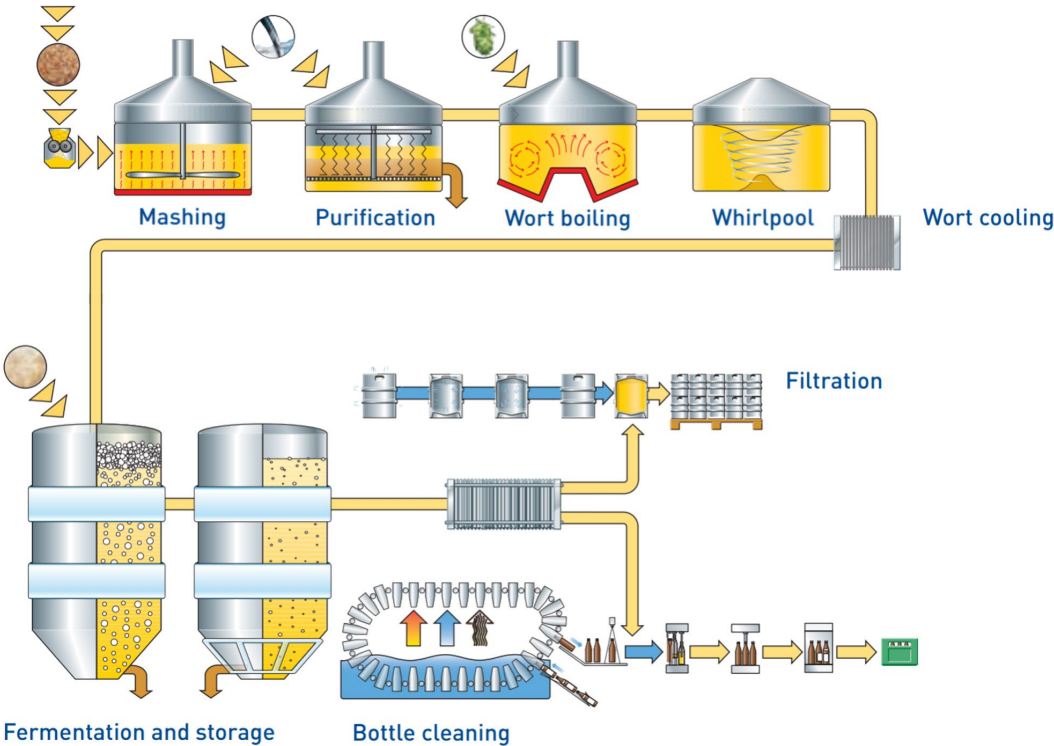 Mashing
Purification
Wort boiling
Whirlpool
Wort cooling
Filtration
Fermentation and storage
Bottle cleaning